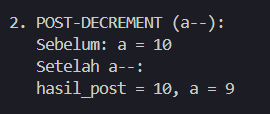 2. POST-DECREMENT (a--):
Sebelum: a = 10
Setelah a--:
hasil_post = 10, a = 9